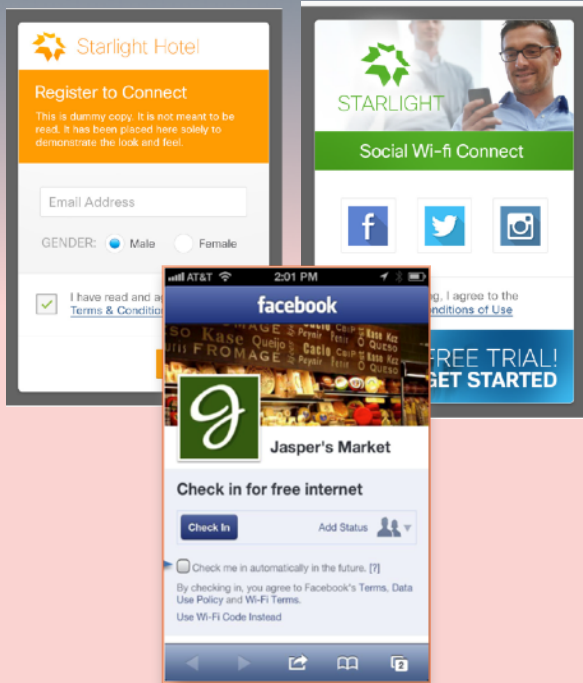 Starlight Hotel
Register to Connect
This is dummy copy. It is not meant to be
read. It has been placed here solely to
demonstrate the look and feel.
Email Address
GENDER: Male Female
I have read and
Terms &
STARLIGHT
Social Wi-fi Connect
I agree to the
of Use
FREE TRIAL!
GET STARTED
AT&T 2:01 PM
facebook
Kase Queijo
FROMAGE
Jasper's Market
Check in for free internet
Check In Add Status
Check me in automatically in the future. [?]
By checking in, you agree to Facebook's Terms, Data
Use Policy and Wi-Fi Terms.
Use Wi-Fi Code Instead
2